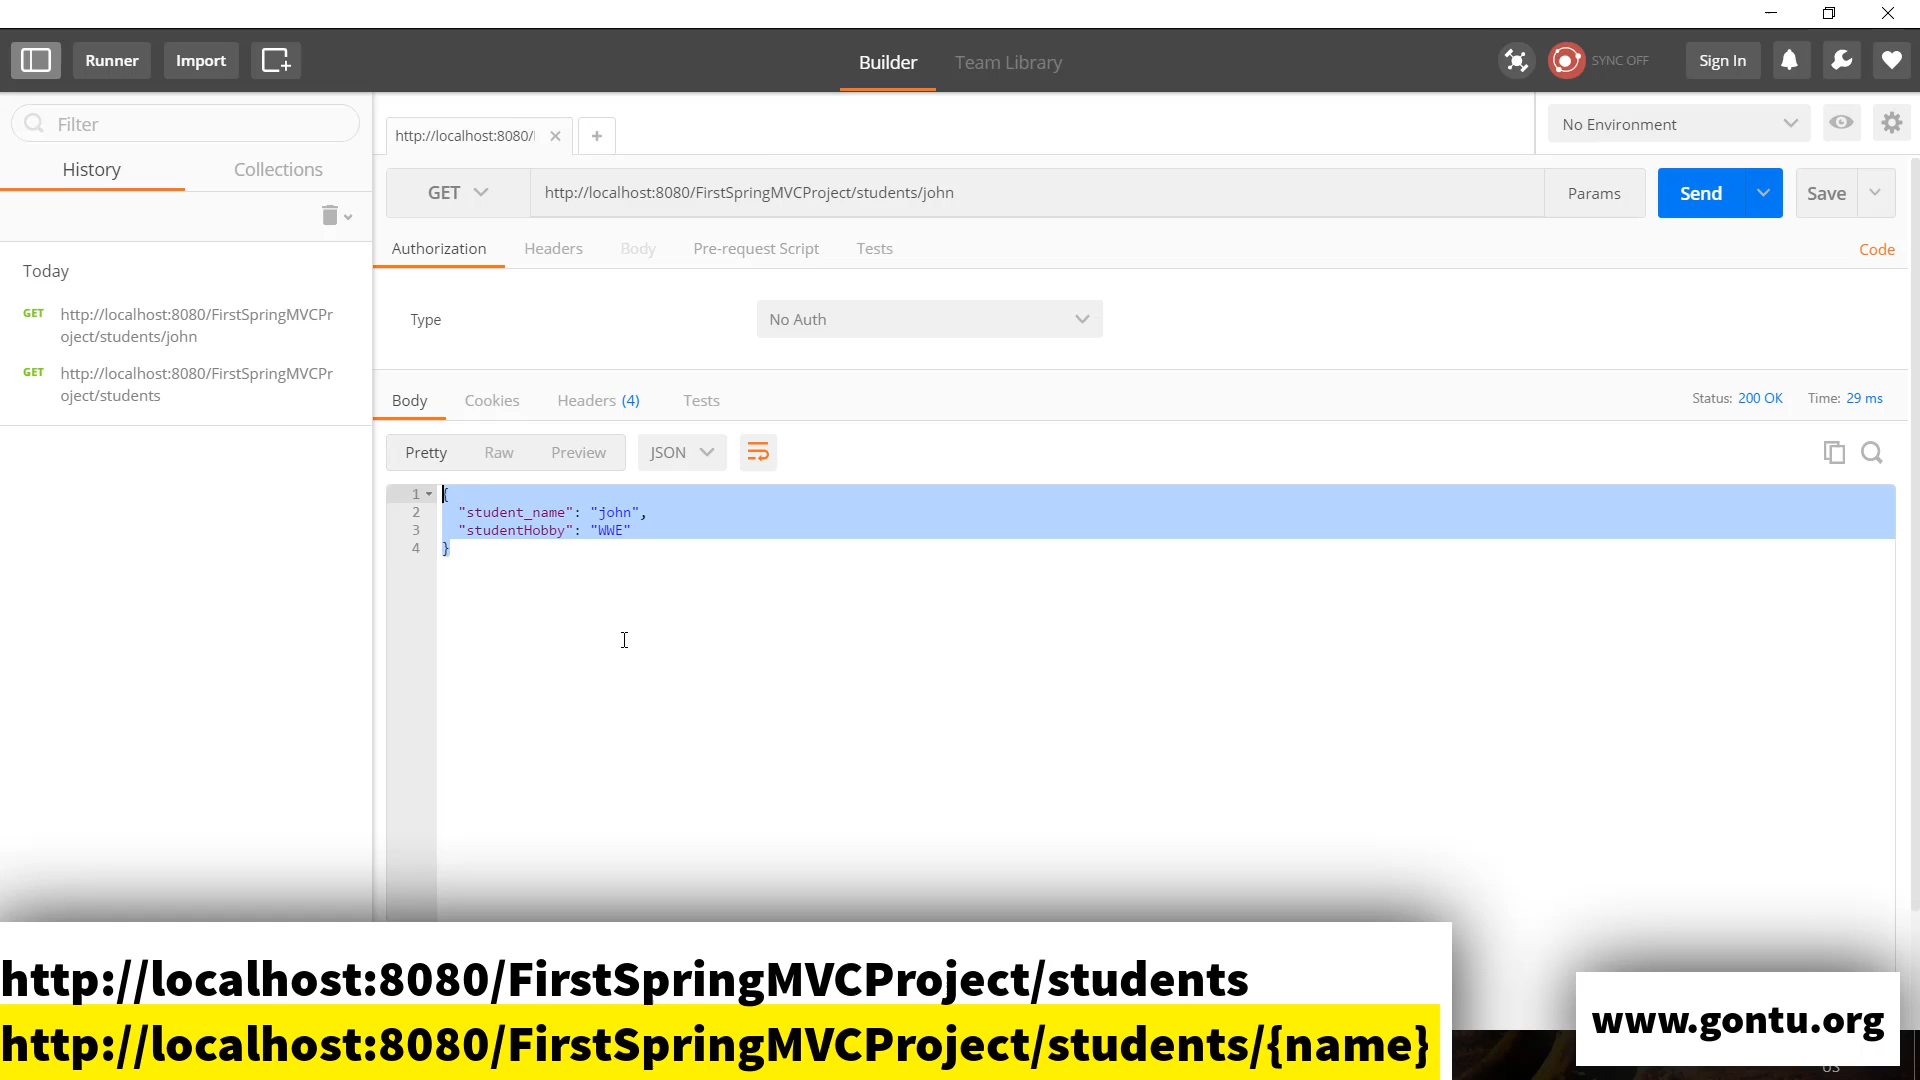 Runner
Import
Builder
Team Library
SYNC OFF
Sign In
Filter
History
Collections
Today
GET http://localhost:8080/FirstSpringMVCPr
oject/students/john
GET http://localhost:8080/FirstSpringMVCPr
oject/students
http://localhost:8080/
No Environment
GET
http://localhost:8080/FirstSpringMVCProject/students/john
Params
Send
Save
Authorization
Headers
Body
Pre-request Script
Tests
Code
Type
No Auth
Body
Cookies
Headers (4)
Tests
Status: 200 OK
Time: 29 ms
Pretty
Raw
Preview
JSON
1 {
2 "student_name": "john",
3 "studentHobby": "WWE"
4 }
http://localhost:8080/FirstSpringMVCProject/students
http://localhost:8080/FirstSpringMVCProject/students/{name}
www.gontu.org